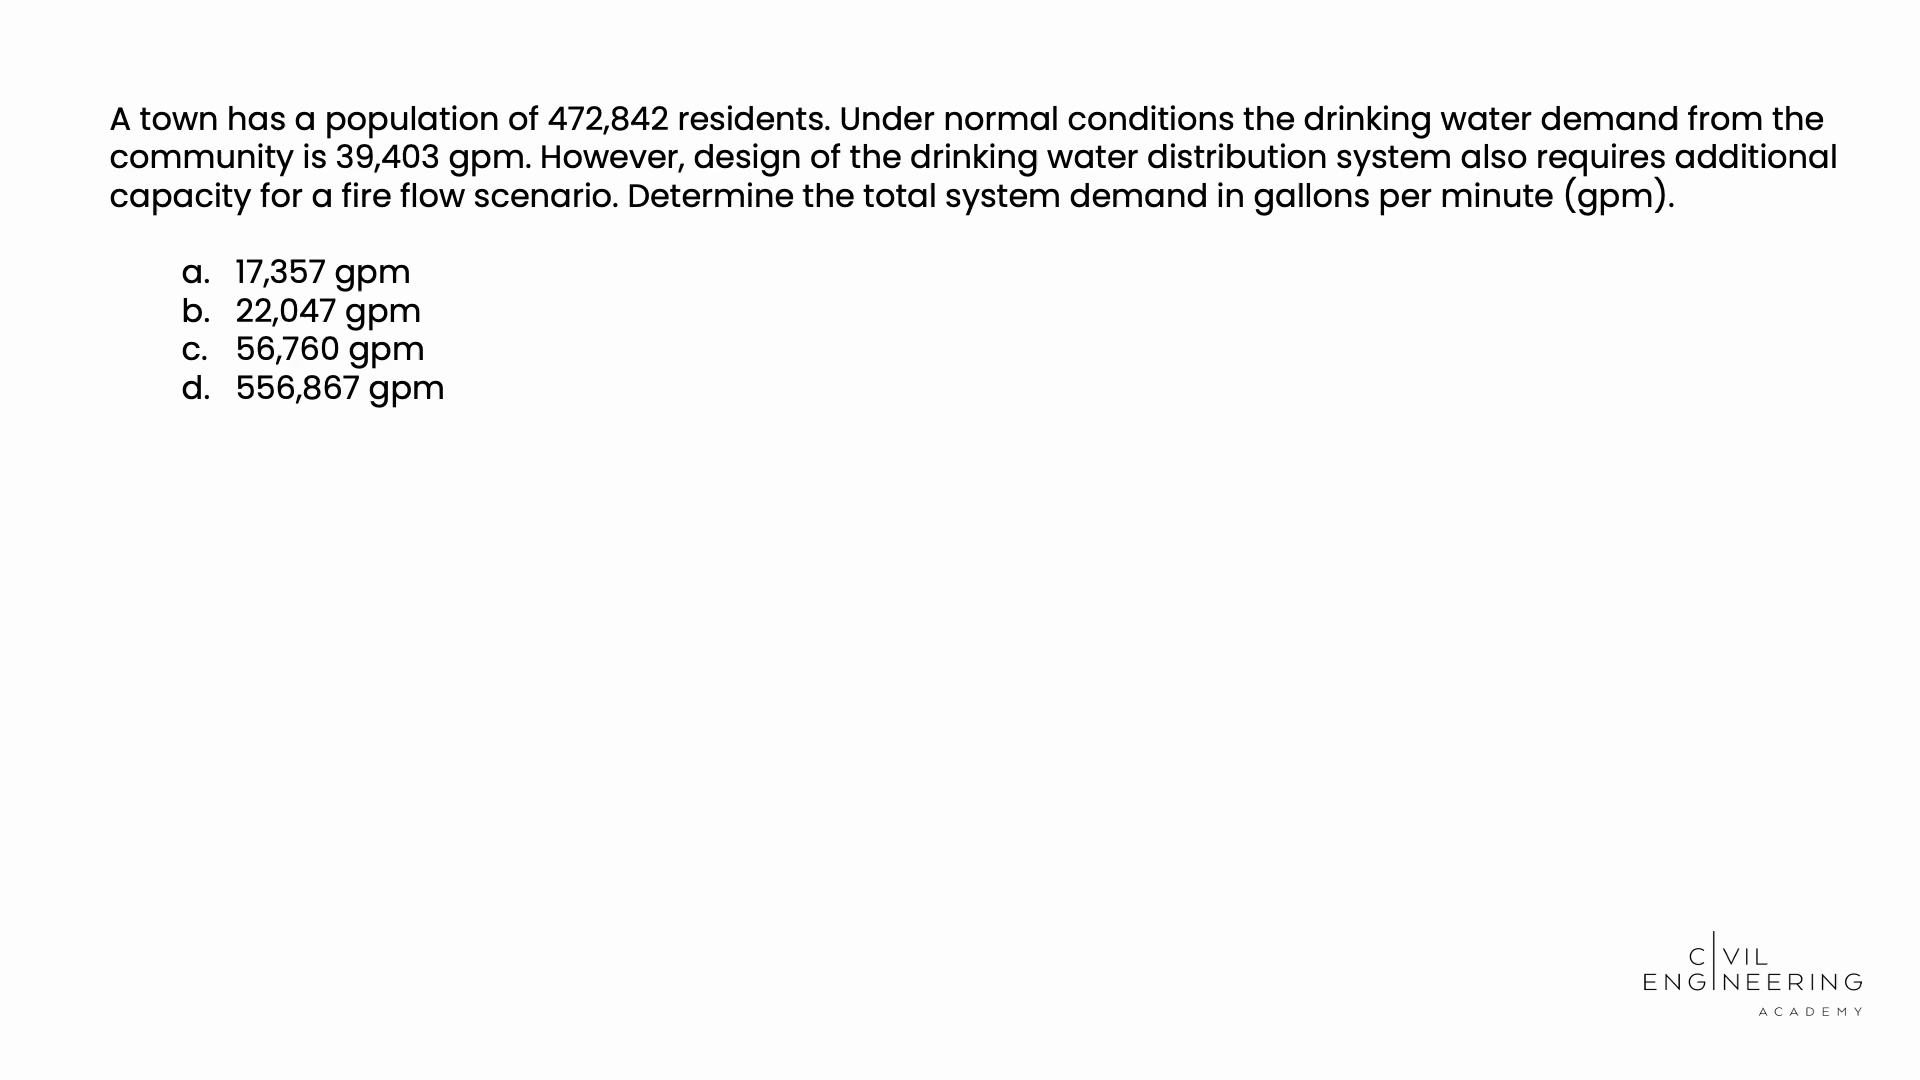 A town has a population of 472,842 residents. Under normal conditions the drinking water demand from the
community is 39,403 gpm. However, design of the drinking water distribution system also requires additional
capacity for a fire flow scenario. Determine the total system demand in gallons per minute (gpm).
a. 17,357 gpm
b. 22,047 gpm
c. 56,760 gpm
d. 556,867 gpm
CIVIL
ENGINEERING
ACADEMY